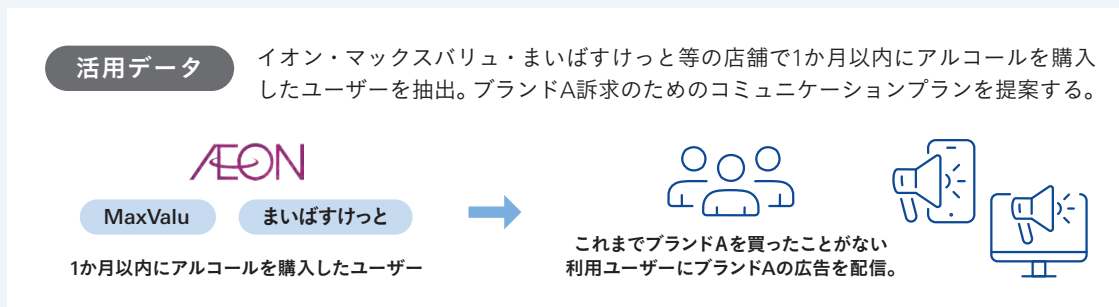 活用データ
イオン・マックスバリュ・まいばすけっと等の店舗で1か月以内にアルコールを購入
したユーザーを抽出。ブランドA訴求のためのコミュニケーションプランを提案する。
ÆON
MaxValu
まいばすけっと
1か月以内にアルコールを購入したユーザー
これまでブランドAを買ったことがない
利用ユーザーにブランドAの広告を配信。